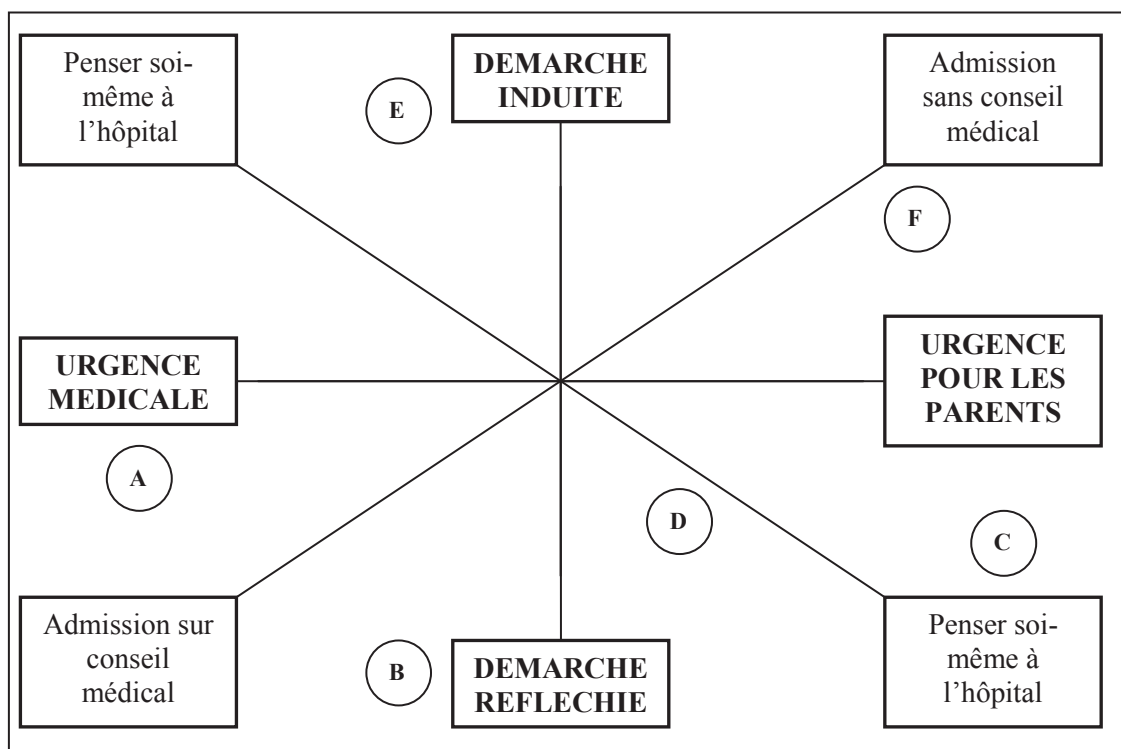 Penser soi-
même à
l’hôpital
E
DEMARCHE
INDUITE
Admission
sans conseil
médical
F
URGENCE
MEDICALE
URGENCE
POUR LES
PARENTS
A
D
C
Admission sur
conseil
médical
B
DEMARCHE
REFLECHIE
Penser soi-
même à
l’hôpital